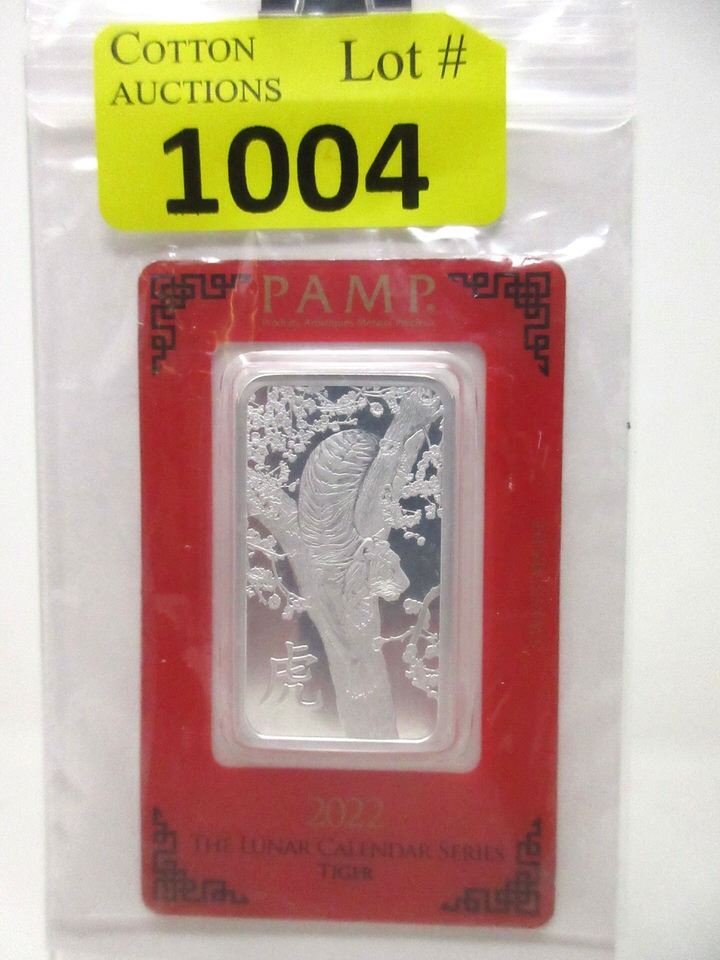 COTTON Lot #
AUCTIONS
1004
PAMP.
Produits Artistiques Métaux Précieux
虎
2022
THE LUNAR CALENDAR SERIES
TIGER